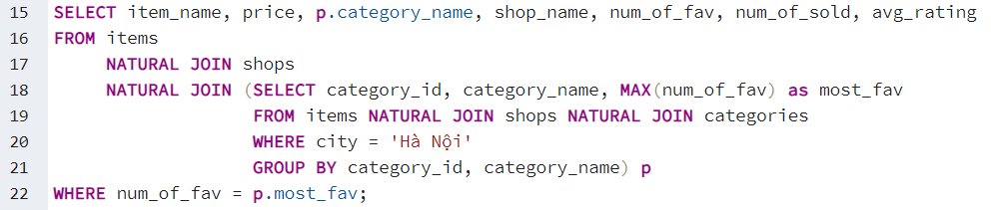 15 SELECT item_name, price, p.category_name, shop_name, num_of_fav, num_of_sold, avg_rating
16 FROM items
17 NATURAL JOIN shops
18 NATURAL JOIN (SELECT category_id, category_name, MAX(num_of_fav) as most_fav
19 FROM items NATURAL JOIN shops NATURAL JOIN categories
20 WHERE city = 'Hà Nội'
21 GROUP BY category_id, category_name) p
22 WHERE num_of_fav = p.most_fav;